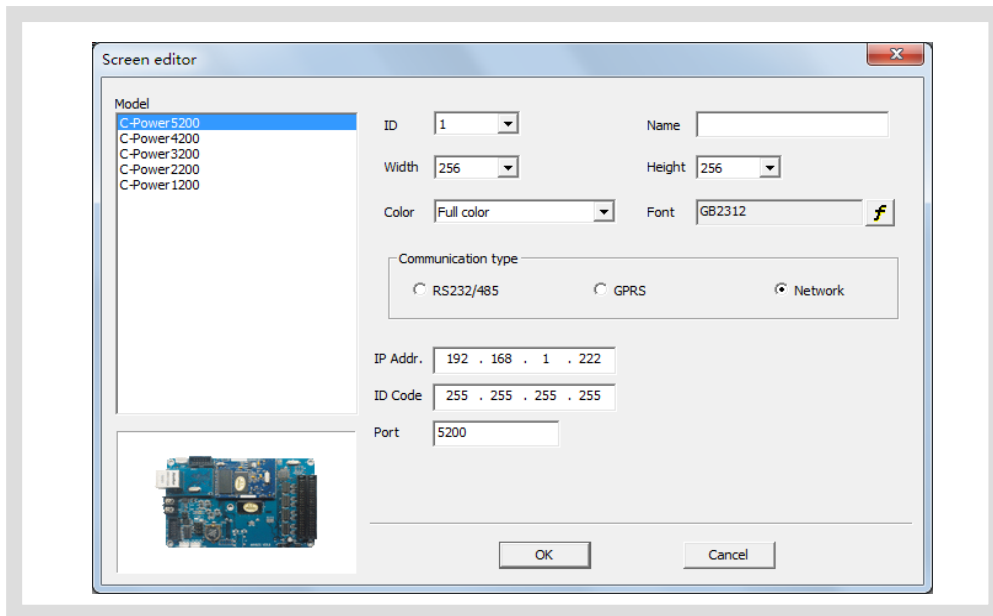 Screen editor
Model
C-Power5200
C-Power4200
C-Power3200
C-Power2200
C-Power1200
ID 1 Name
Width 256 Height 256
Color Full color Font GB2312 f
Communication type
RS232/485 GPRS Network
IP Addr. 192 . 168 . 1 . 222
ID Code 255 . 255 . 255 . 255
Port 5200
OK Cancel